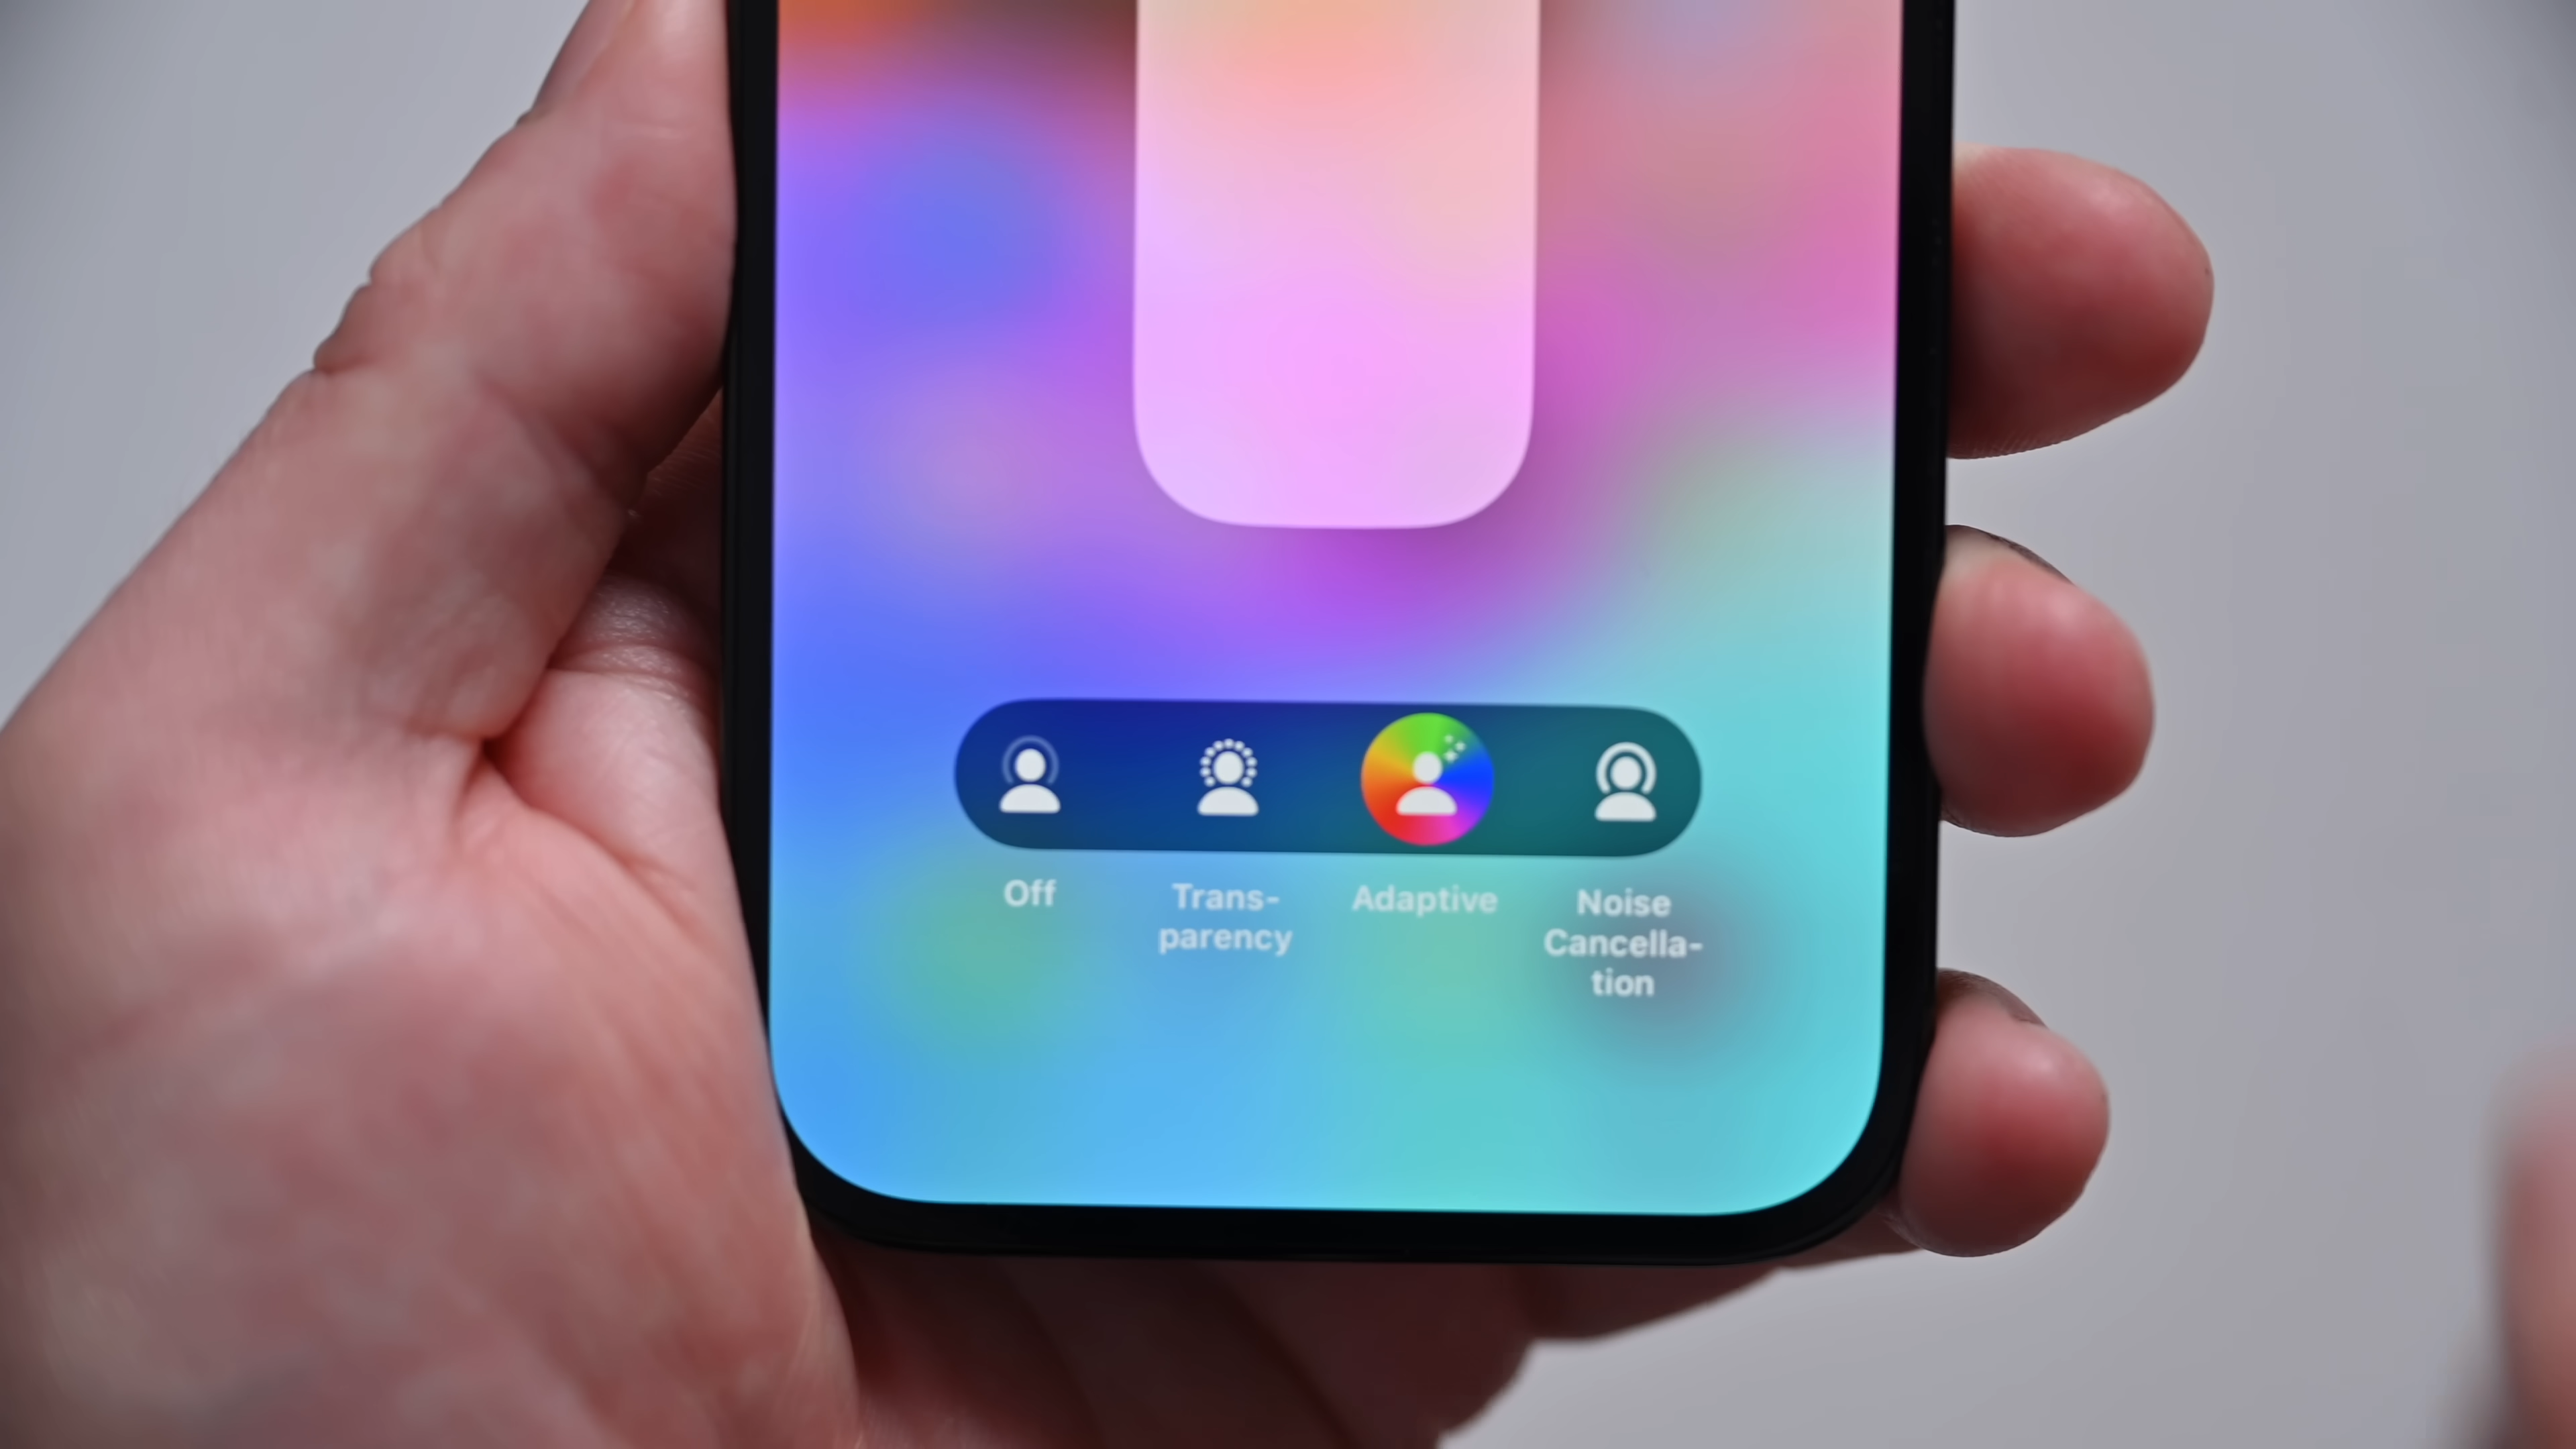 Off
Trans-
parency
Adaptive
Noise
Cancella-
tion